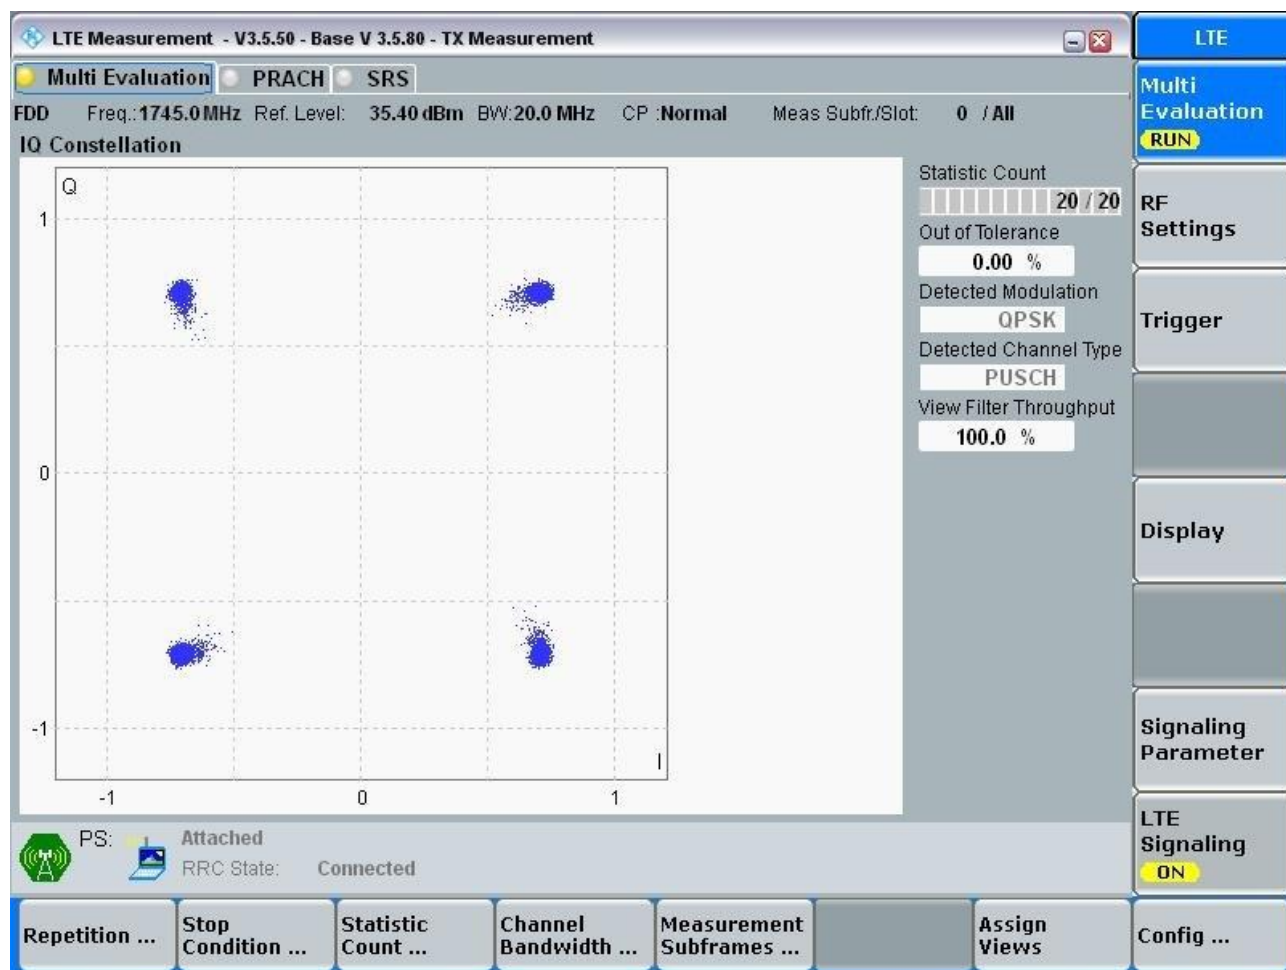 LTE Measurement - V3.5.50 - Base V 3.5.80 - TX Measurement
LTE
Multi Evaluation PRACH SRS
FDD Freq.:1745.0 MHz Ref. Level: 35.40 dBm BW:20.0 MHz CP :Normal Meas Subfr./Slot: 0 / All
IQ Constellation
Q
1
0
-1
-1 0 1
I
Statistic Count
20 / 20
Out of Tolerance
0.00 %
Detected Modulation
QPSK
Detected Channel Type
PUSCH
View Filter Throughput
100.0 %
Multi
Evaluation
RUN
RF
Settings
Trigger
Display
Signaling
Parameter
LTE
Signaling
ON
PS: Attached
RRC State: Connected
Repetition ...
Stop
Condition ...
Statistic
Count ...
Channel
Bandwidth ...
Measurement
Subframes ...
Assign
Views
Config ...